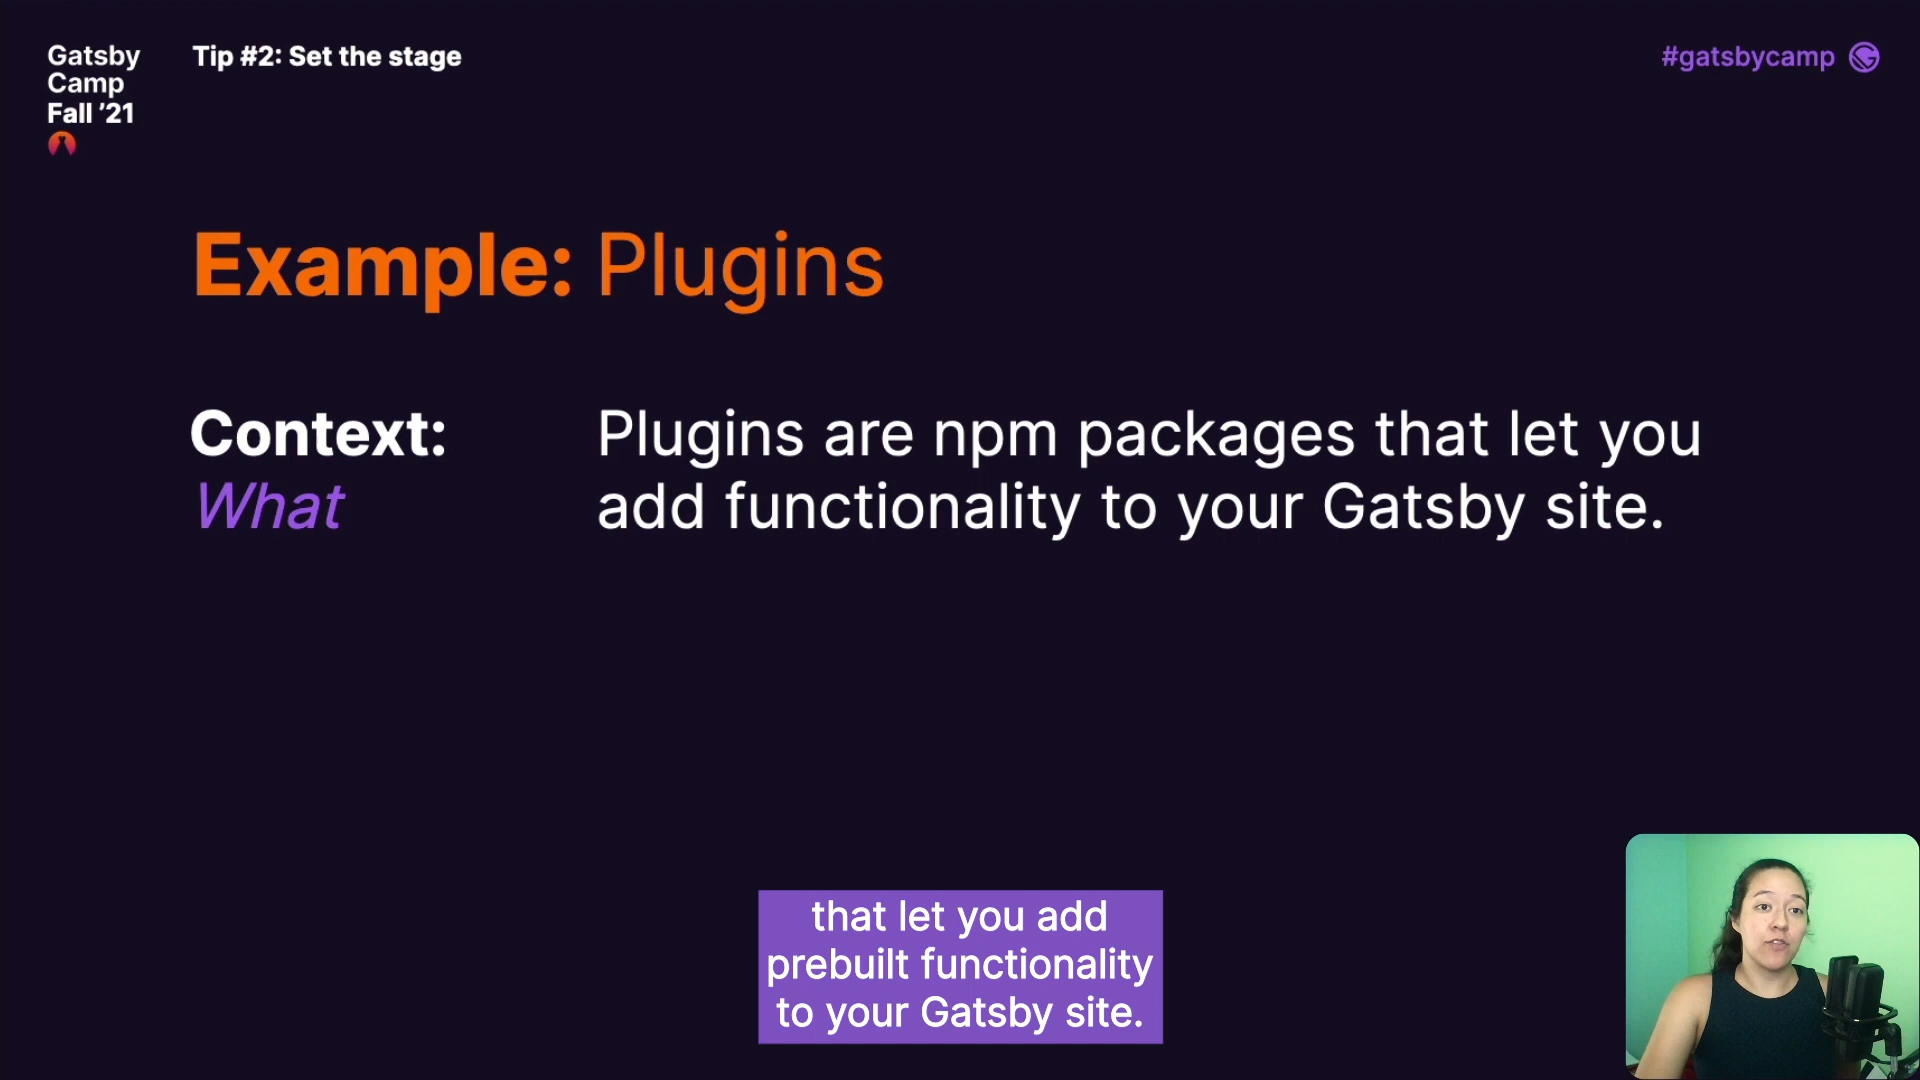 Gatsby
Camp
Fall ’21
Tip #2: Set the stage
#gatsbycamp
Example: Plugins
Context:
What
Plugins are npm packages that let you
add functionality to your Gatsby site.
that let you add
prebuilt functionality
to your Gatsby site.